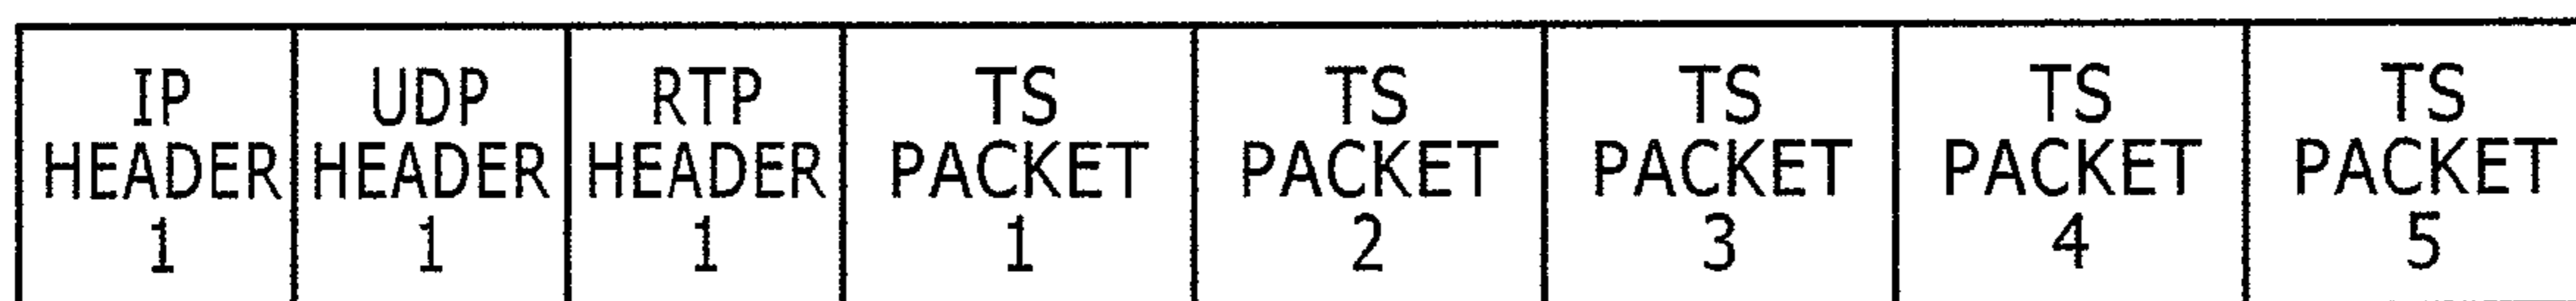 IP HEADER 1
UDP HEADER 1
RTP HEADER 1
TS PACKET 1
TS PACKET 2
TS PACKET 3
TS PACKET 4
TS PACKET 5